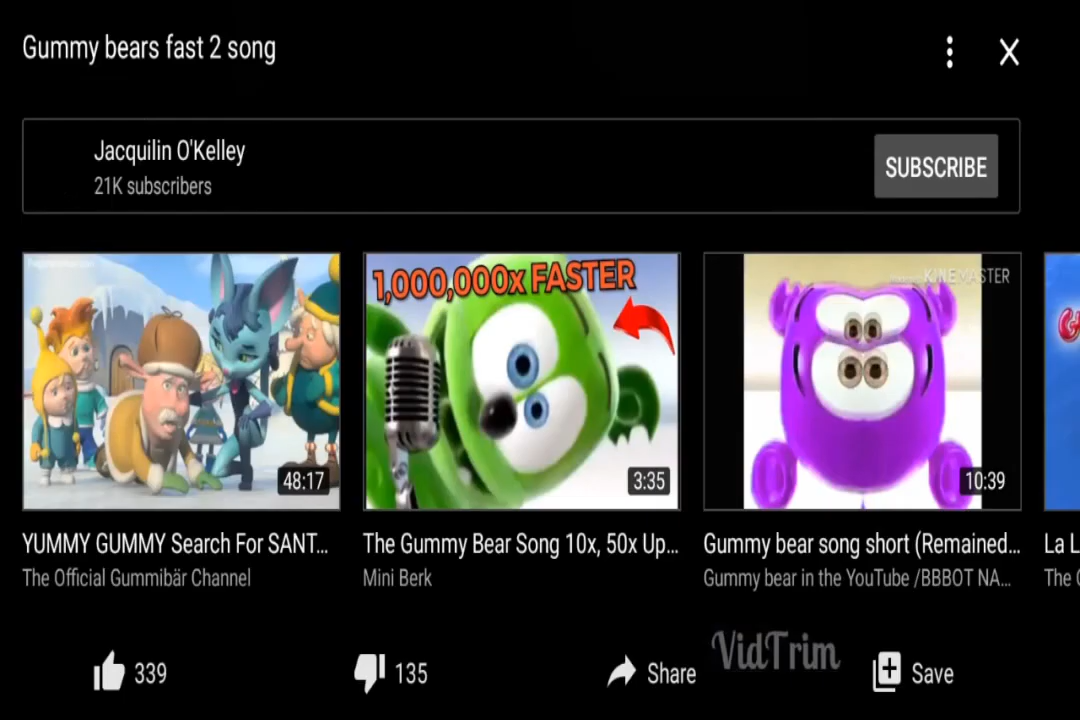 Gummy bears fast 2 song
X
Jacquilin O'Kelley
21K subscribers
SUBSCRIBE
1,000,000x FASTER
KINEMASTER
48:17
3:35
10:39
YUMMY GUMMY Search For SANT...
The Gummy Bear Song 10x, 50x Up...
Gummy bear song short (Remained...
La L
The Official Gummibär Channel
Mini Berk
Gummy bear in the YouTube /BBBOT NA...
The
339
135
Share
VidTrim
Save